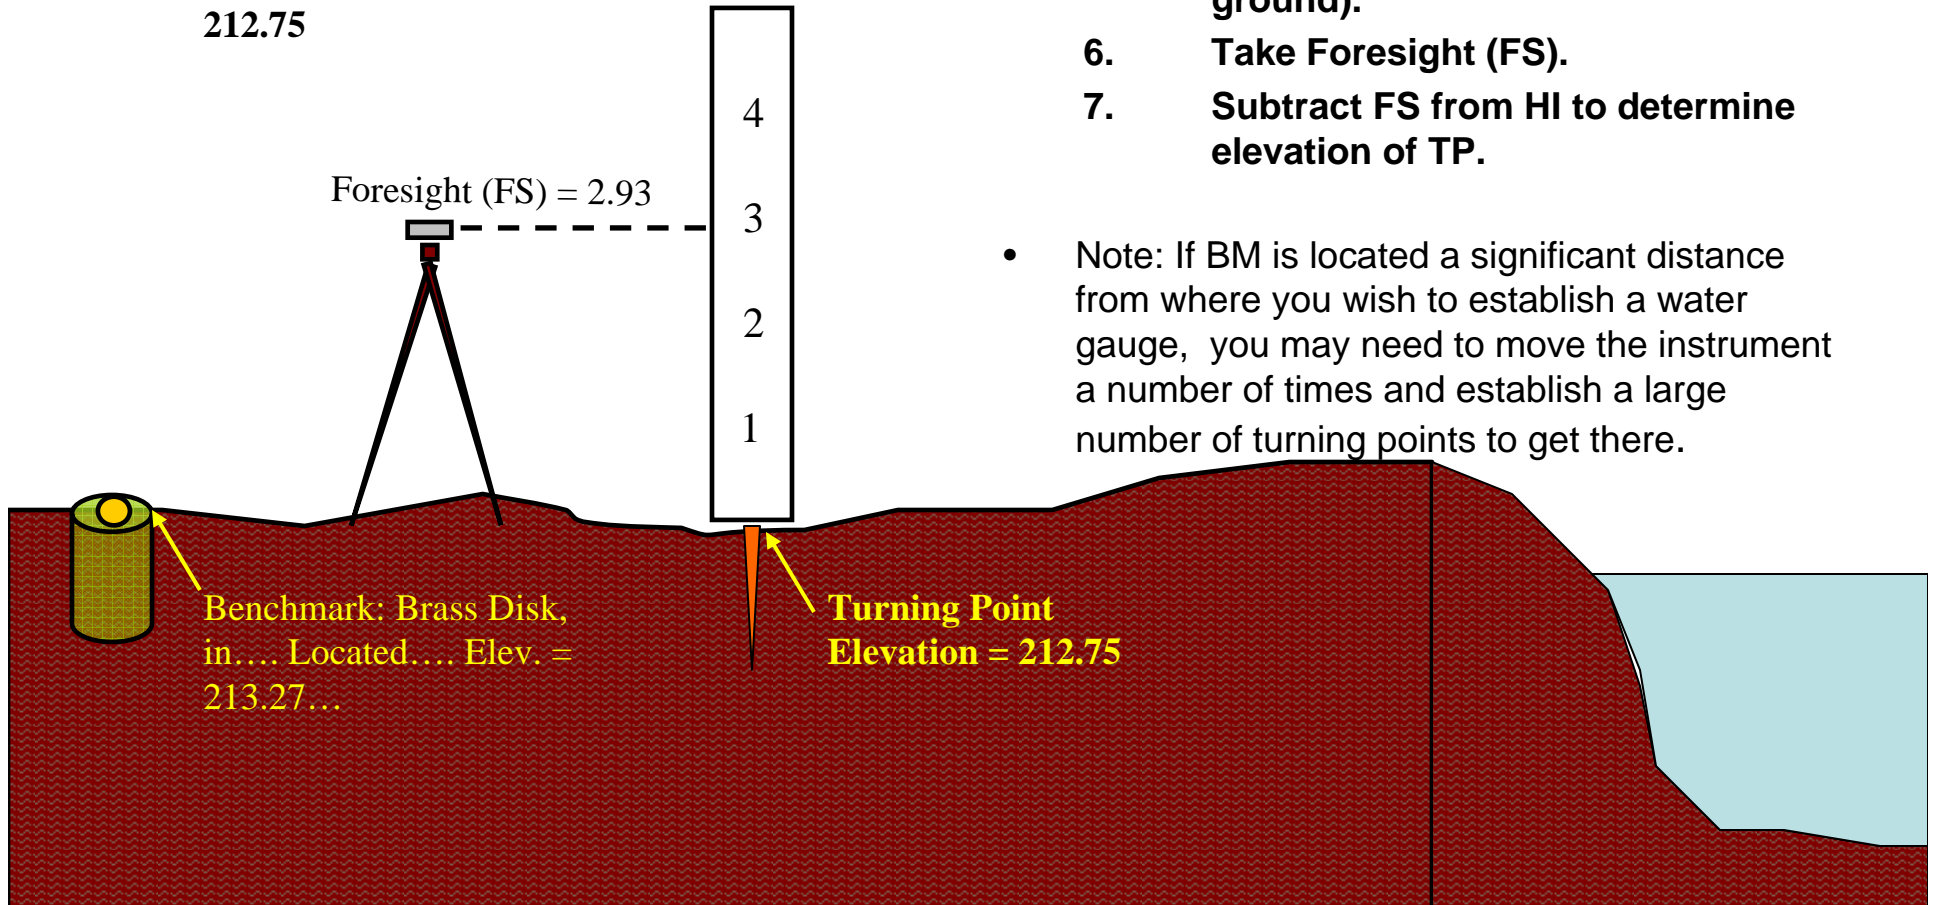 212.75
ground).
6. Take Foresight (FS).
7. Subtract FS from HI to determine
elevation of TP.
4
Foresight (FS) = 2.93
3
• Note: If BM is located a significant distance
from where you wish to establish a water
gauge, you may need to move the instrument
a number of times and establish a large
number of turning points to get there.
2
1
Benchmark: Brass Disk,
in…. Located…. Elev. =
213.27…
Turning Point
Elevation = 212.75